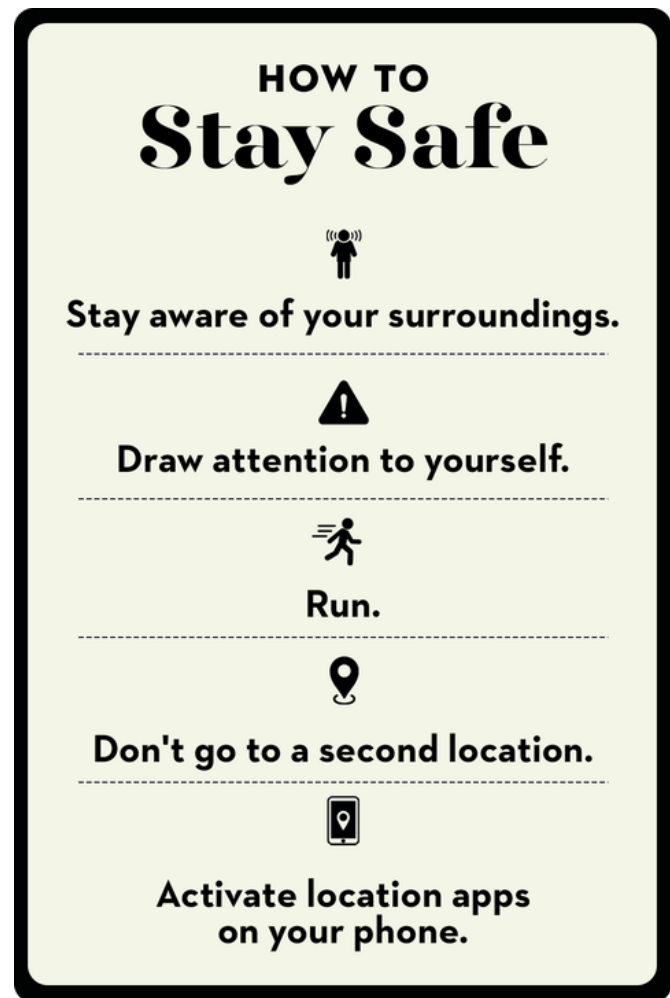 HOW TO
Stay Safe
Stay aware of your surroundings.
Draw attention to yourself.
Run.
Don't go to a second location.
Activate location apps
on your phone.